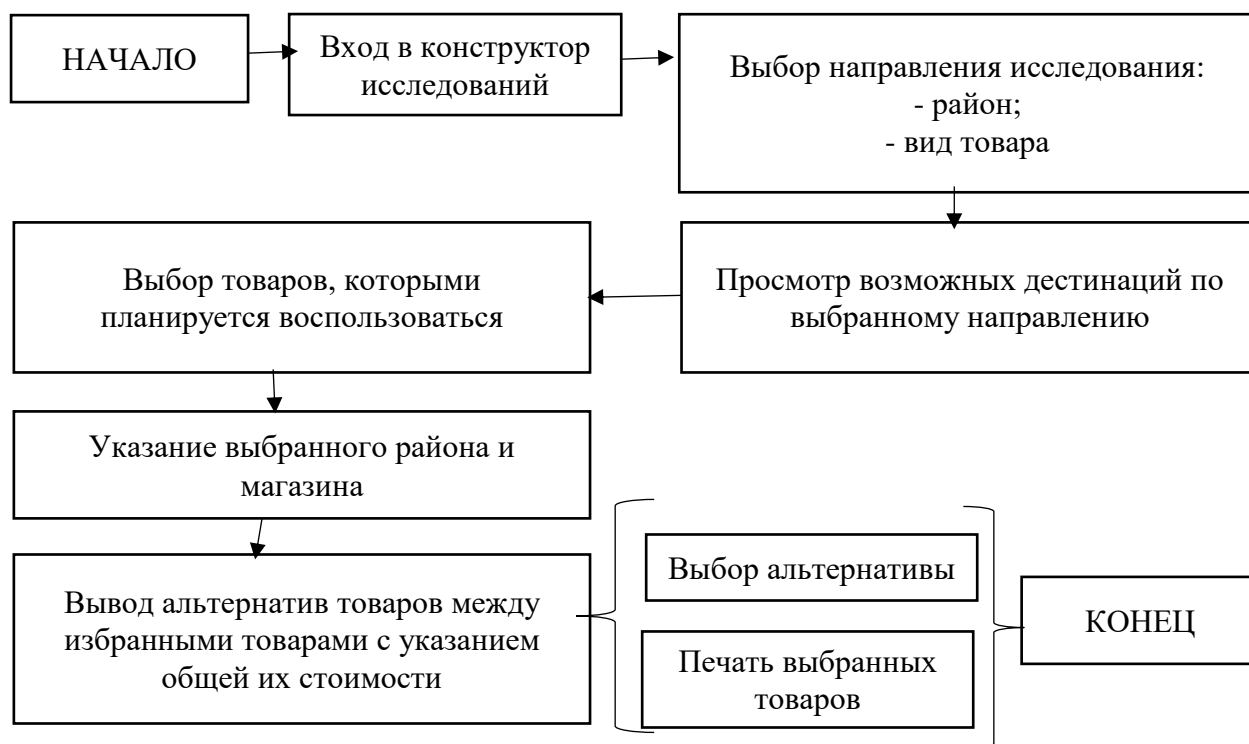 НАЧАЛО
Вход в конструктор
исследований
Выбор направления исследования:
- район;
- вид товара
Просмотр возможных дестинаций по
выбранному направлению
Выбор товаров, которыми
планируется воспользоваться
Указание выбранного района и
магазина
Вывод альтернатив товаров между
избранными товарами с указанием
общей их стоимости
Выбор альтернативы
Печать выбранных
товаров
КОНЕЦ